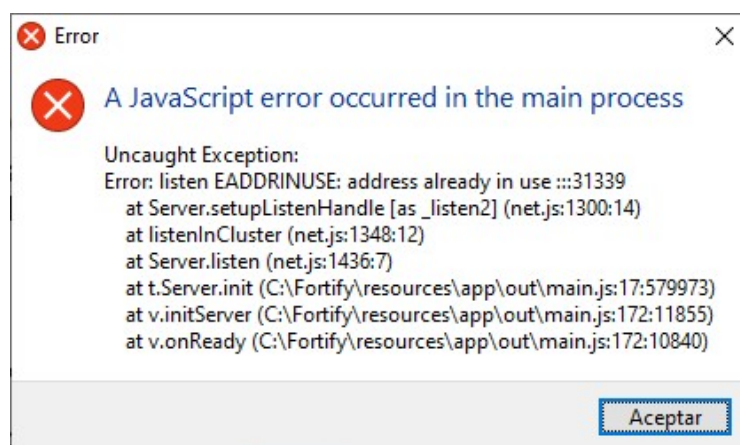 Error
A JavaScript error occurred in the main process
Uncaught Exception:
Error: listen EADDRINUSE: address already in use :::31339
at Server.setupListenHandle [as _listen2] (net.js:1300:14)
at listenInCluster (net.js:1348:12)
at Server.listen (net.js:1436:7)
at t.Server.init (C:\Fortify\resources\app\out\main.js:17:579973)
at v.initServer (C:\Fortify\resources\app\out\main.js:172:11855)
at v.onReady (C:\Fortify\resources\app\out\main.js:172:10840)
Aceptar